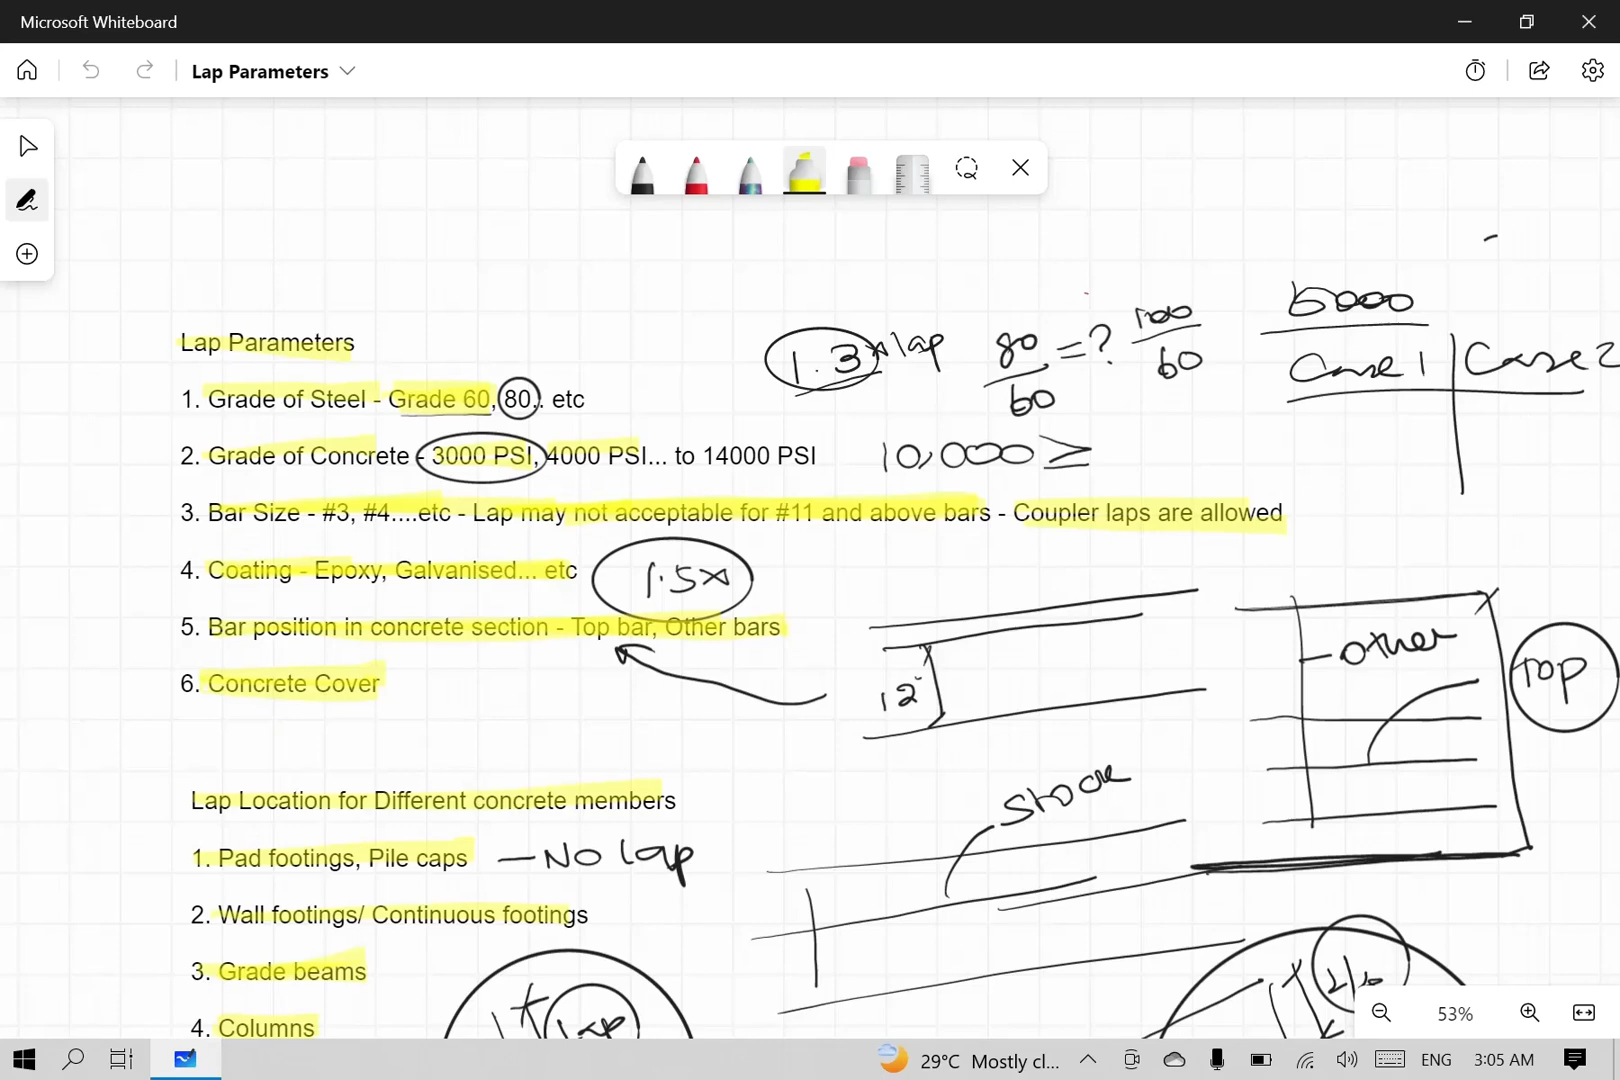 Microsoft Whiteboard
Lap Parameters
1.3 x lap
80/60 = ?
100/60
5000
Case 1
Case 2
Lap Parameters
1. Grade of Steel - Grade 60, 80.. etc
2. Grade of Concrete - 3000 PSI, 4000 PSI... to 14000 PSI
10,000 ≥
3. Bar Size - #3, #4....etc - Lap may not acceptable for #11 and above bars - Coupler laps are allowed
4. Coating - Epoxy, Galvanised... etc
1.5x
5. Bar position in concrete section - Top bar, Other bars
6. Concrete Cover
12"
- other
Top
Lap Location for Different concrete members
1. Pad footings, Pile caps
- No lap
2. Wall footings/ Continuous footings
3. Grade beams
4. Columns
lap
53%
29°C Mostly cl...
ENG
3:05 AM